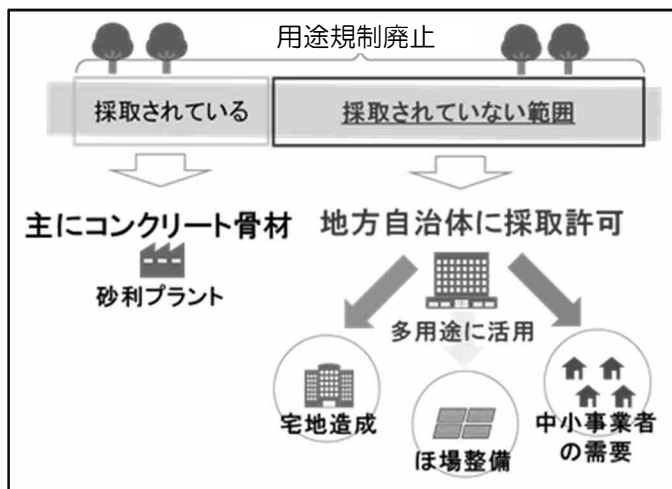 用途規制廃止
採取されている
採取されていない範囲
主にコンクリート骨材
砂利プラント
地方自治体に採取許可
多用途に活用
宅地造成
ほ場整備
中小事業者
の需要